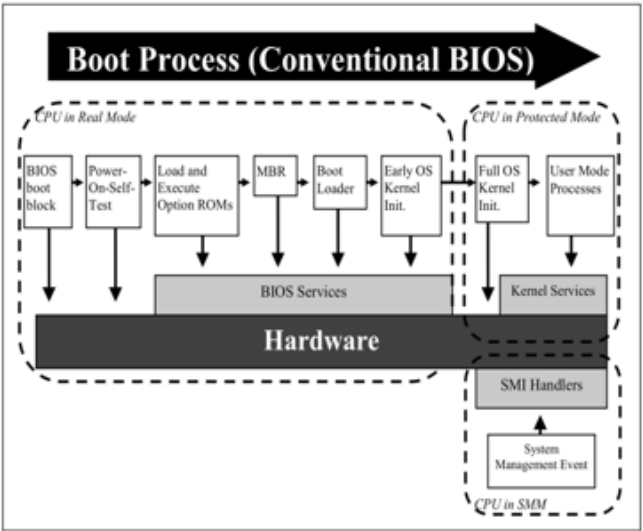 Boot Process (Conventional BIOS)
CPU in Real Mode
CPU in Protected Mode
BIOS
boot
block
Power-
On-Self-
Test
Load and
Execute
Option ROMs
MBR
Boot
Loader
Early OS
Kernel
Init.
Full OS
Kernel
Init.
User Mode
Processes
BIOS Services
Kernel Services
Hardware
SMI Handlers
System
Management Event
CPU in SMM